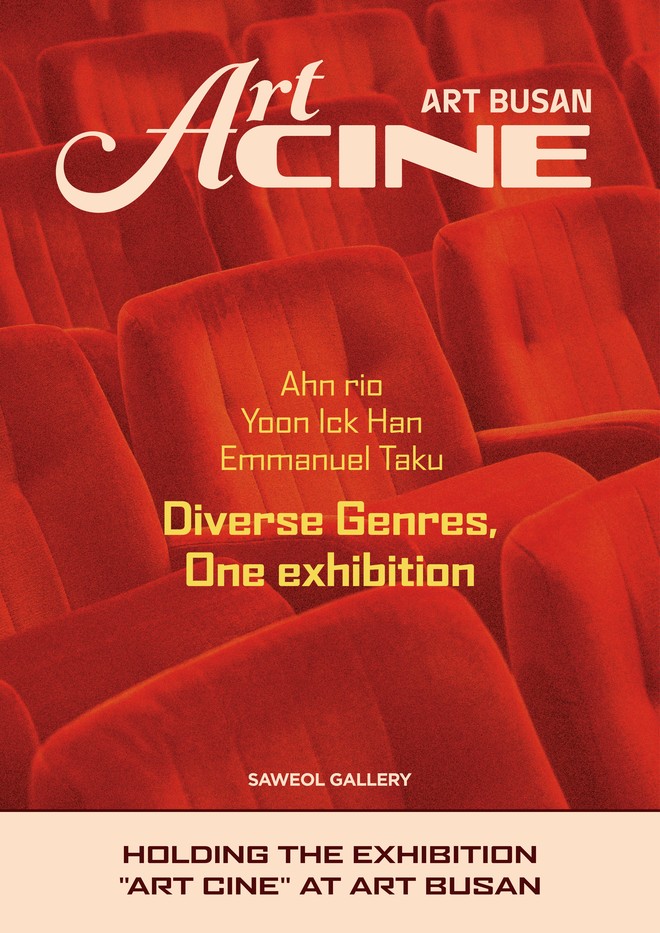 Art
ART BUSAN
CINE
Ahn rio
Yoon Ick Han
Emmanuel Taku
Diverse Genres,
One exhibition
SAWEOL GALLERY
HOLDING THE EXHIBITION
"ART CINE" AT ART BUSAN